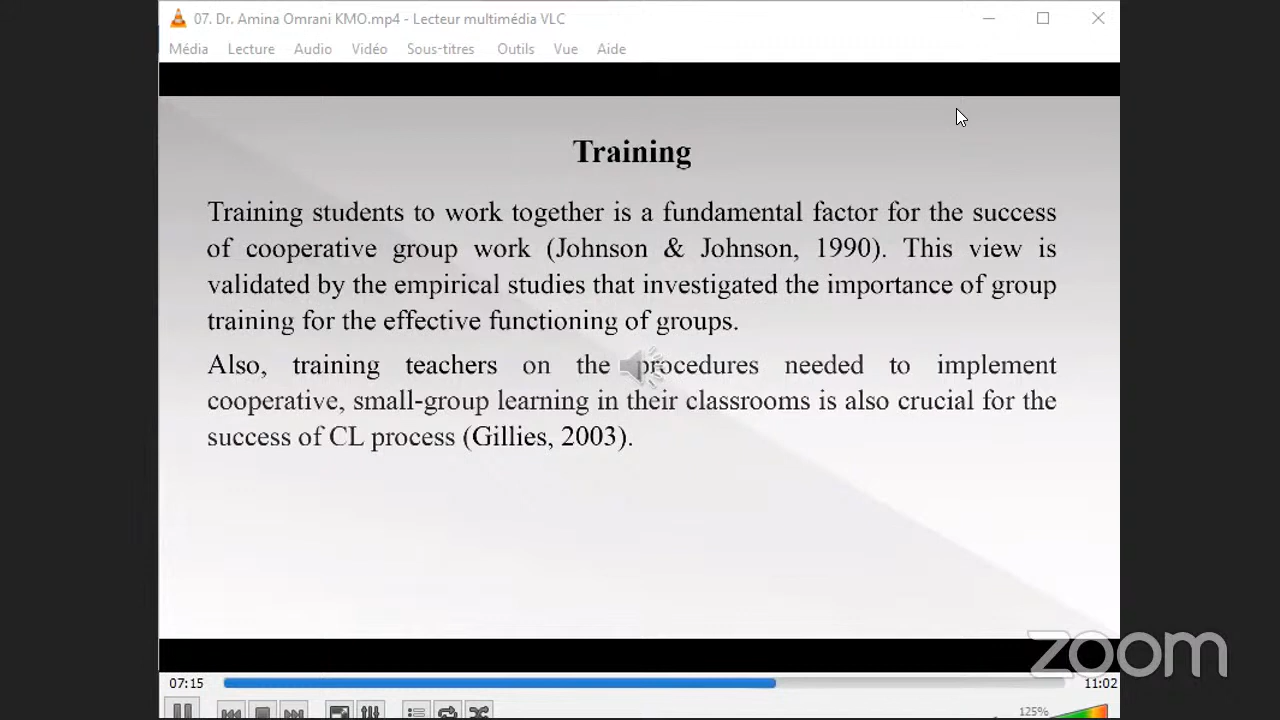 07. Dr. Amina Omrani KMO.mp4 - Lecteur multimédia VLC
Média Lecture Audio Vidéo Sous-titres Outils Vue Aide
Training
Training students to work together is a fundamental factor for the success
of cooperative group work (Johnson & Johnson, 1990). This view is
validated by the empirical studies that investigated the importance of group
training for the effective functioning of groups.
Also, training teachers on the procedures needed to implement
cooperative, small-group learning in their classrooms is also crucial for the
success of CL process (Gillies, 2003).
zoom
07:15 11:02
125%